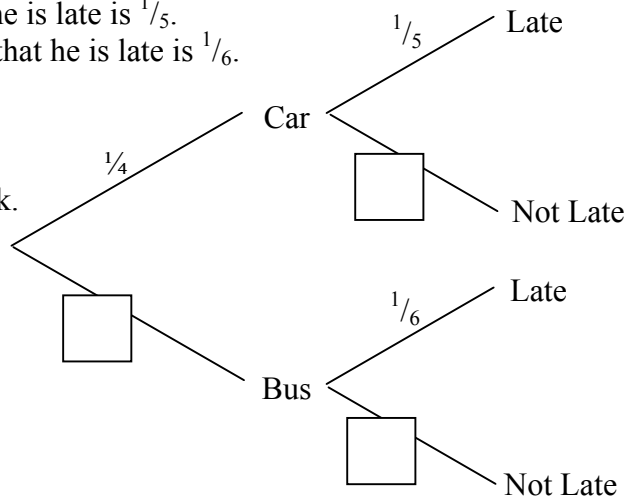 he is late is 1/5.
that he is late is 1/6.
1/5
Late
Car
¼
k.
Not Late
Late
1/6
Bus
Not Late